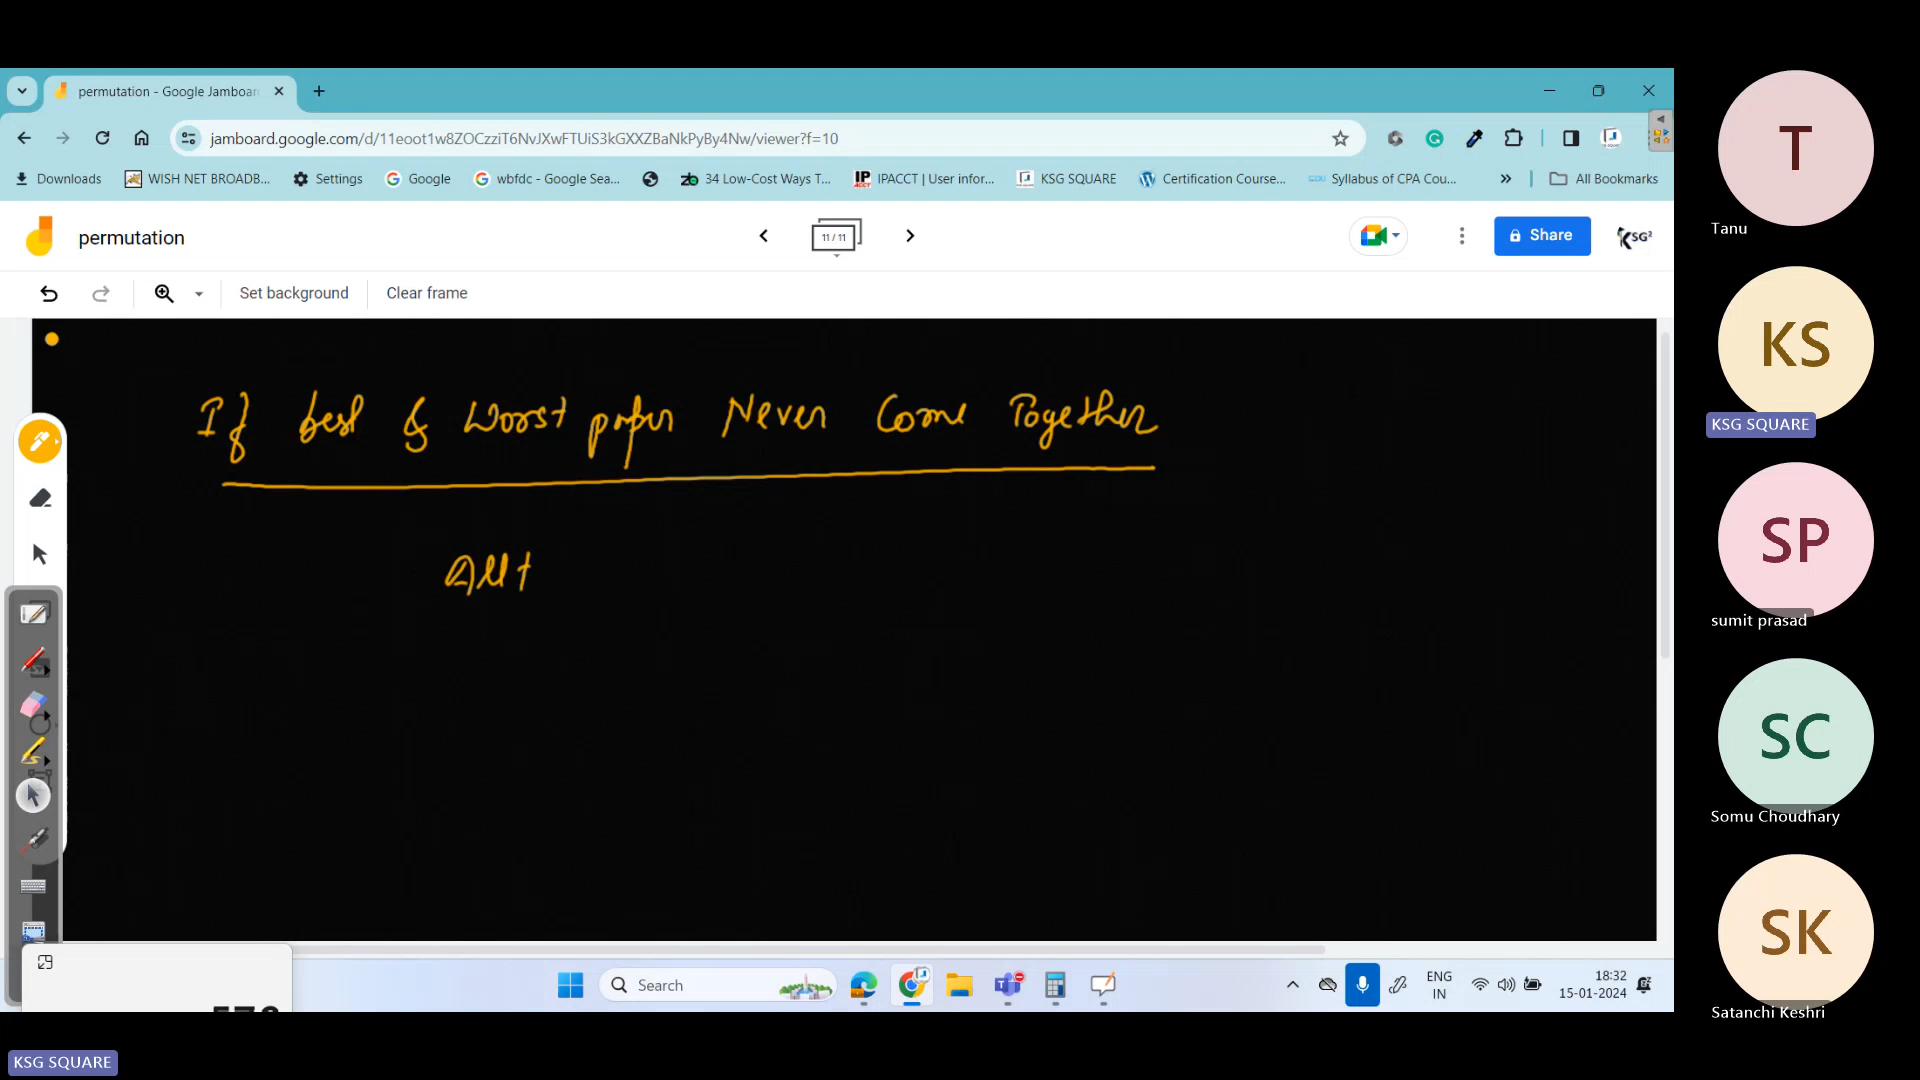 permutation - Google Jamboar
jamboard.google.com/d/11eoot1w8ZOCzziT6NvJXwFTUiS3kGXXZBaNkPyBy4Nw/viewer?f=10
Downloads WISH NET BROADB... Settings Google wbfdc - Google Sea... 34 Low-Cost Ways T... IPACCT | User infor... KSG SQUARE Certification Course... Syllabus of CPA Cou... » All Bookmarks
permutation
11 / 11
Share
KSG²
Set background Clear frame
If best & Worst paper Never Come Together
Search
ENG
IN
18:32
15-01-2024
T
Tanu
KS
KSG SQUARE
SP
sumit prasad
SC
Somu Choudhary
SK
Satanchi Keshri
KSG SQUARE